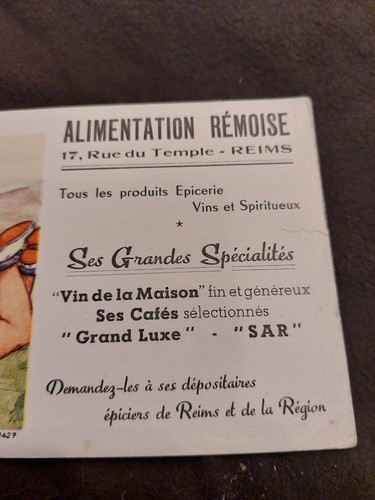 ALIMENTATION RÉMOISE
17, Rue du Temple - REIMS
Tous les produits Epicerie
Vins et Spiritueux
*
Ses Grandes Spécialités
"Vin de la Maison" fin et généreux
Ses Cafés sélectionnés
"Grand Luxe" - "SAR"
Demandez-les à ses dépositaires
épiciers de Reims et de la Région